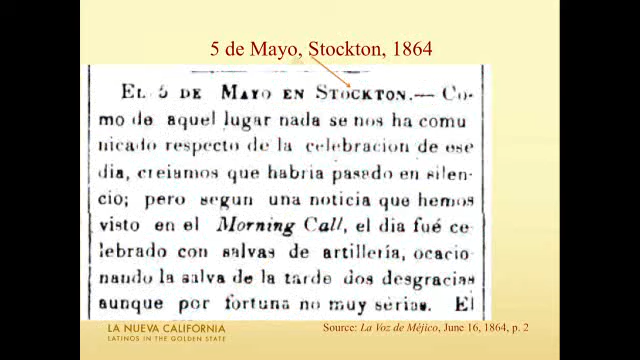 5 de Mayo, Stockton, 1864
EL 5 DE MAYO EN STOCKTON.— Co-
mo de aquel lugar nada se nos ha comu
nicado respecto de la celebracion de ese
dia, creiamos que habria pasado en silen-
cio; pero segun una noticia que hemos
visto en el Morning Call, el dia fué ce-
lebrado con salvas de artillería, ocacio-
nando la salva de la tarde dos desgracias
aunque por fortuna no muy sérias. El
LA NUEVA CALIFORNIA
LATINOS IN THE GOLDEN STATE
Source: La Voz de Méjico, June 16, 1864, p. 2